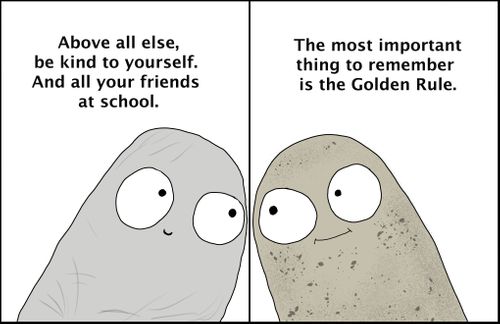 Above all else,
be kind to yourself.
And all your friends
at school.
The most important
thing to remember
is the Golden Rule.